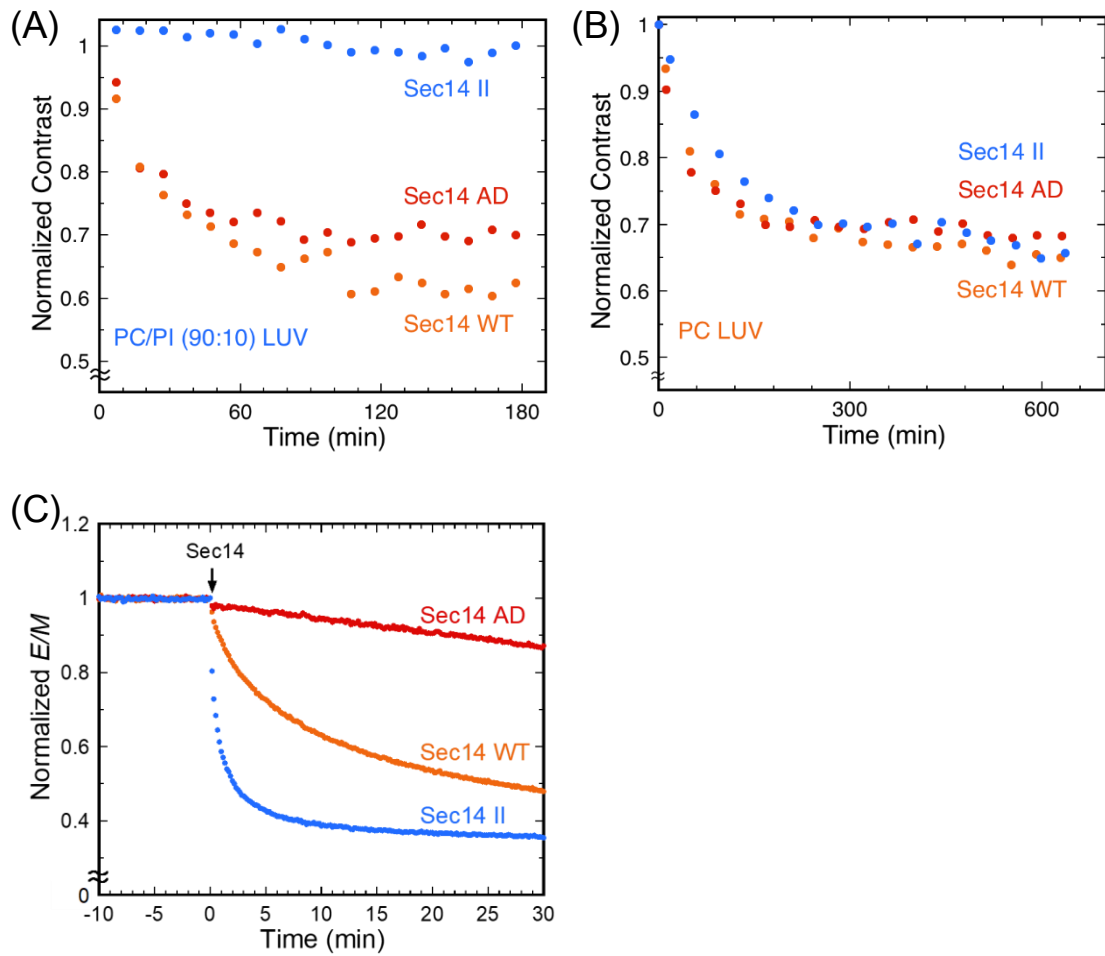 (A)
Normalized Contrast
1
0.9
0.8
0.7
0.6
0.5
Sec14 II
Sec14 AD
Sec14 WT
PC/PI (90:10) LUV
0 60 120 180
Time (min)
(B)
Normalized Contrast
1
0.9
0.8
0.7
0.6
0.5
Sec14 II
Sec14 AD
Sec14 WT
PC LUV
0 300 600
Time (min)
(C)
Normalized E/M
1.2
1
0.8
0.6
0.4
0
Sec14
Sec14 AD
Sec14 WT
Sec14 II
-10 -5 0 5 10 15 20 25 30
Time (min)